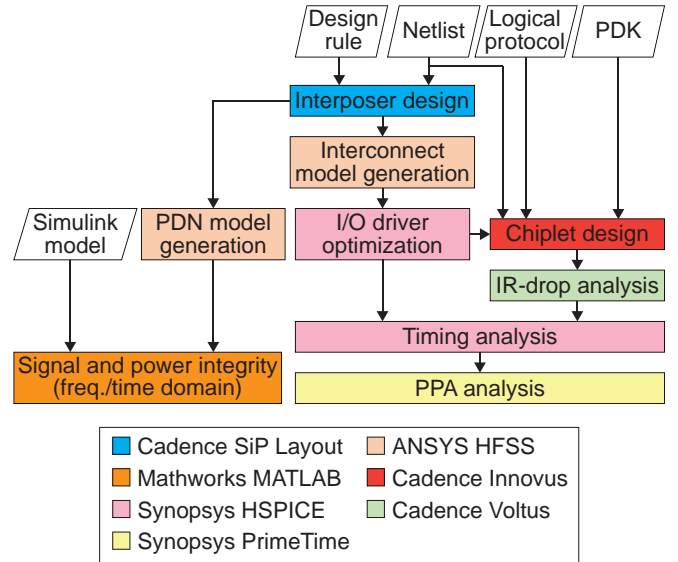 Design rule
Netlist
Logical protocol
PDK
Interposer design
Interconnect
model generation
Simulink
model
PDN model
generation
I/O driver
optimization
Chiplet design
IR-drop analysis
Timing analysis
Signal and power integrity
(freq./time domain)
PPA analysis
Cadence SiP Layout
ANSYS HFSS
Mathworks MATLAB
Cadence Innovus
Synopsys HSPICE
Cadence Voltus
Synopsys PrimeTime